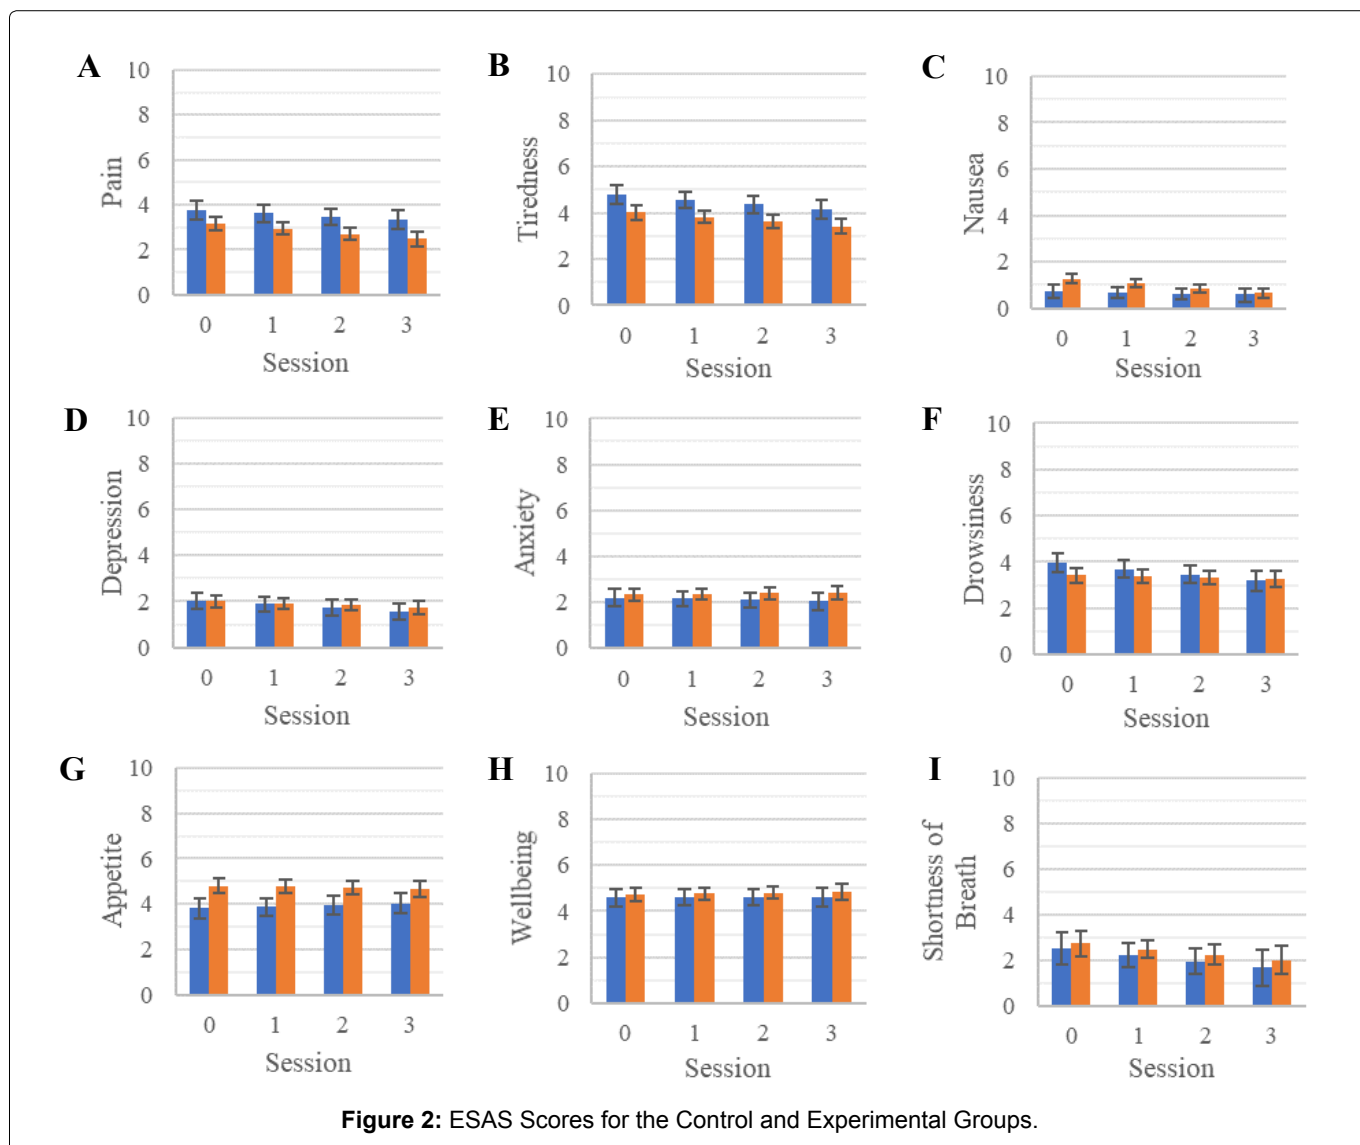 A
Pain
10
8
6
4
2
0
0 1 2 3
Session
B
Tiredness
10
8
6
4
2
0
0 1 2 3
Session
C
Nausea
10
8
6
4
2
0
0 1 2 3
Session
D
Depression
10
8
6
4
2
0
0 1 2 3
Session
E
Anxiety
10
8
6
4
2
0
0 1 2 3
Session
F
Drowsiness
10
8
6
4
2
0
0 1 2 3
Session
G
Appetite
10
8
6
4
2
0
0 1 2 3
Session
H
Wellbeing
10
8
6
4
2
0
0 1 2 3
Session
I
Shortness of
Breath
10
8
6
4
2
0
0 1 2 3
Session
Figure 2: ESAS Scores for the Control and Experimental Groups.